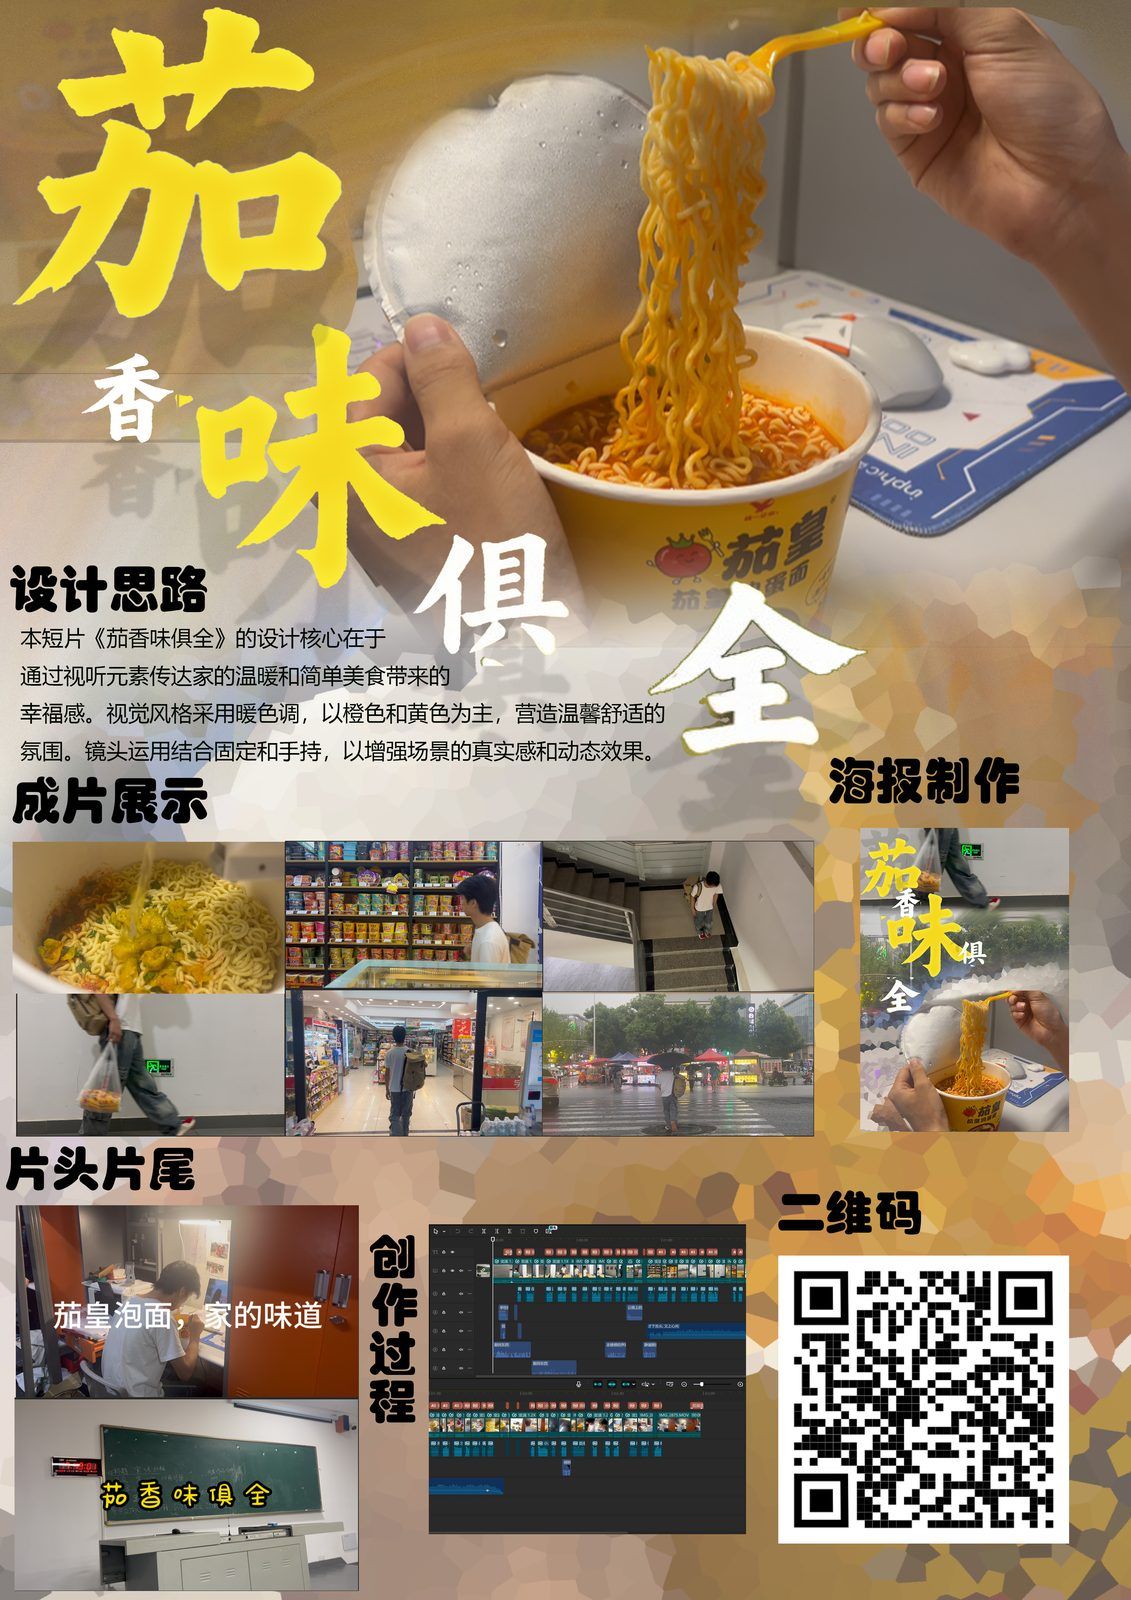 茄
香味
俱
全
茄皇
设计思路
本短片《茄香味俱全》的设计核心在于
通过视听元素传达家的温暖和简单美食带来的
幸福感。视觉风格采用暖色调，以橙色和黄色为主，营造温馨舒适的
氛围。镜头运用结合固定和手持，以增强场景的真实感和动态效果。
成片展示
海报制作
茄
香
味俱
全
茄皇
片头片尾
茄皇泡面，家的味道
茄香味俱全
创作过程
二维码